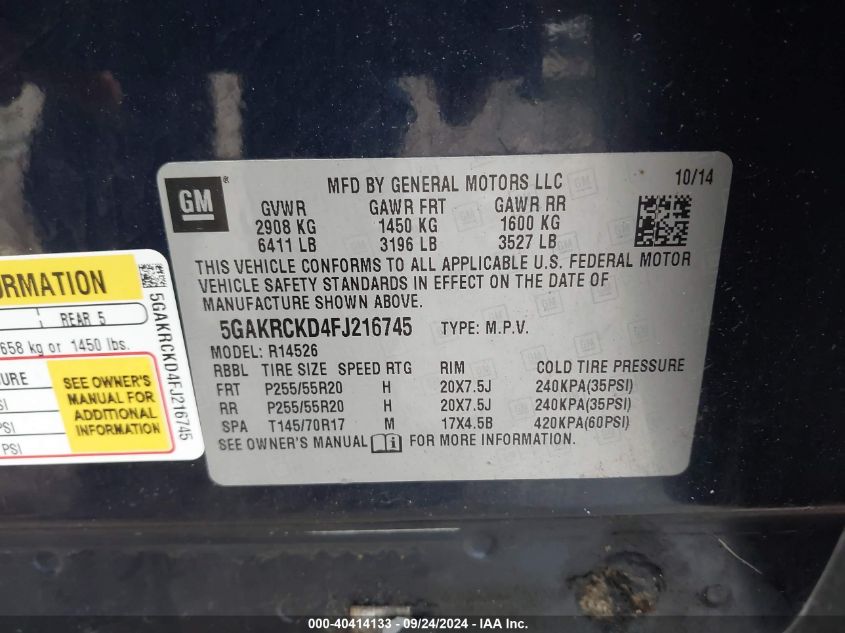 GM ®
MFD BY GENERAL MOTORS LLC 10/14
GVWR GAWR FRT GAWR RR
2908 KG 1450 KG 1600 KG
6411 LB 3196 LB 3527 LB
THIS VEHICLE CONFORMS TO ALL APPLICABLE U.S. FEDERAL MOTOR
VEHICLE SAFETY STANDARDS IN EFFECT ON THE DATE OF
MANUFACTURE SHOWN ABOVE.
5GAKRCKD4FJ216745 TYPE: M.P.V.
MODEL: R14526
RBBL TIRE SIZE SPEED RTG RIM COLD TIRE PRESSURE
FRT P255/55R20 H 20X7.5J 240KPA(35PSI)
RR P255/55R20 H 20X7.5J 240KPA(35PSI)
SPA T145/70R17 M 17X4.5B 420KPA(60PSI)
SEE OWNER'S MANUAL FOR MORE INFORMATION.
REAR 5
658 kg or 1450 lbs.
SEE OWNER'S
MANUAL FOR
ADDITIONAL
INFORMATION
PSI
5GAKRCKD4FJ216745
000-40414133 - 09/24/2024 - IAA Inc.